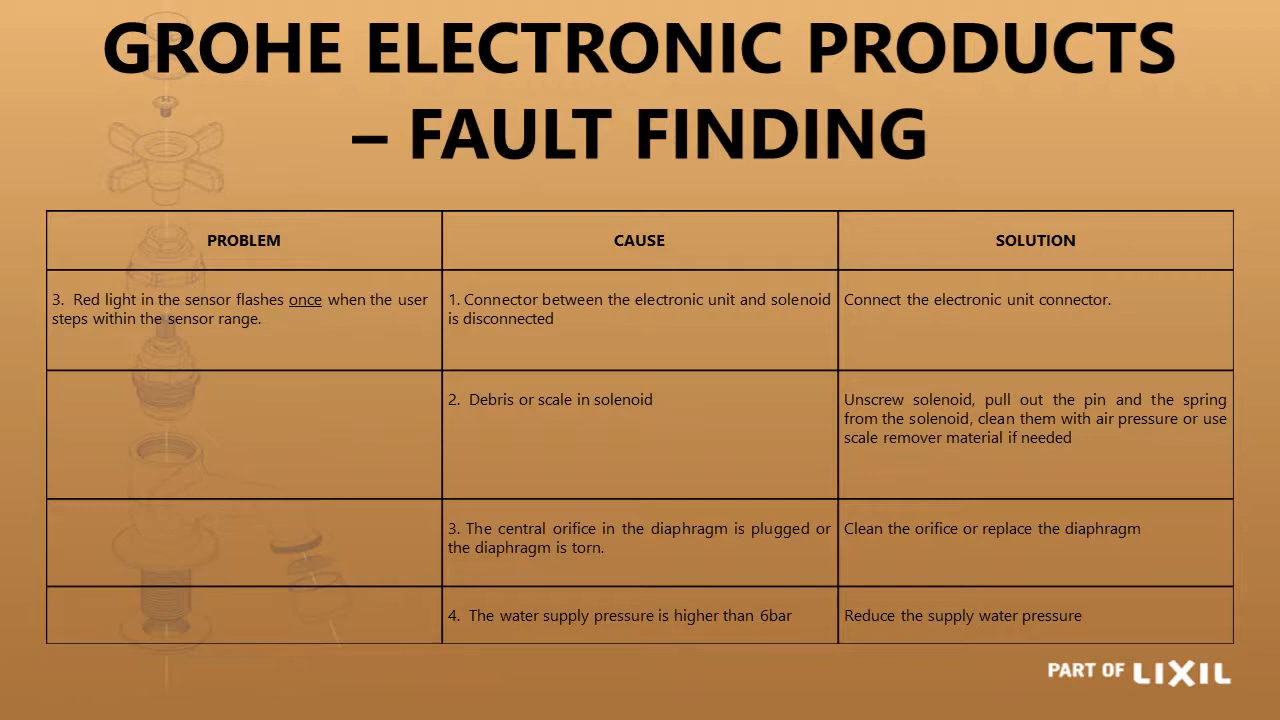 GROHE ELECTRONIC PRODUCTS
– FAULT FINDING
PROBLEM
CAUSE
SOLUTION
3. Red light in the sensor flashes once when the user
steps within the sensor range.
1. Connector between the electronic unit and solenoid
is disconnected
Connect the electronic unit connector.
2. Debris or scale in solenoid
Unscrew solenoid, pull out the pin and the spring
from the solenoid, clean them with air pressure or use
scale remover material if needed
3. The central orifice in the diaphragm is plugged or
the diaphragm is torn.
Clean the orifice or replace the diaphragm
4. The water supply pressure is higher than 6bar
Reduce the supply water pressure
PART OF LIXIL